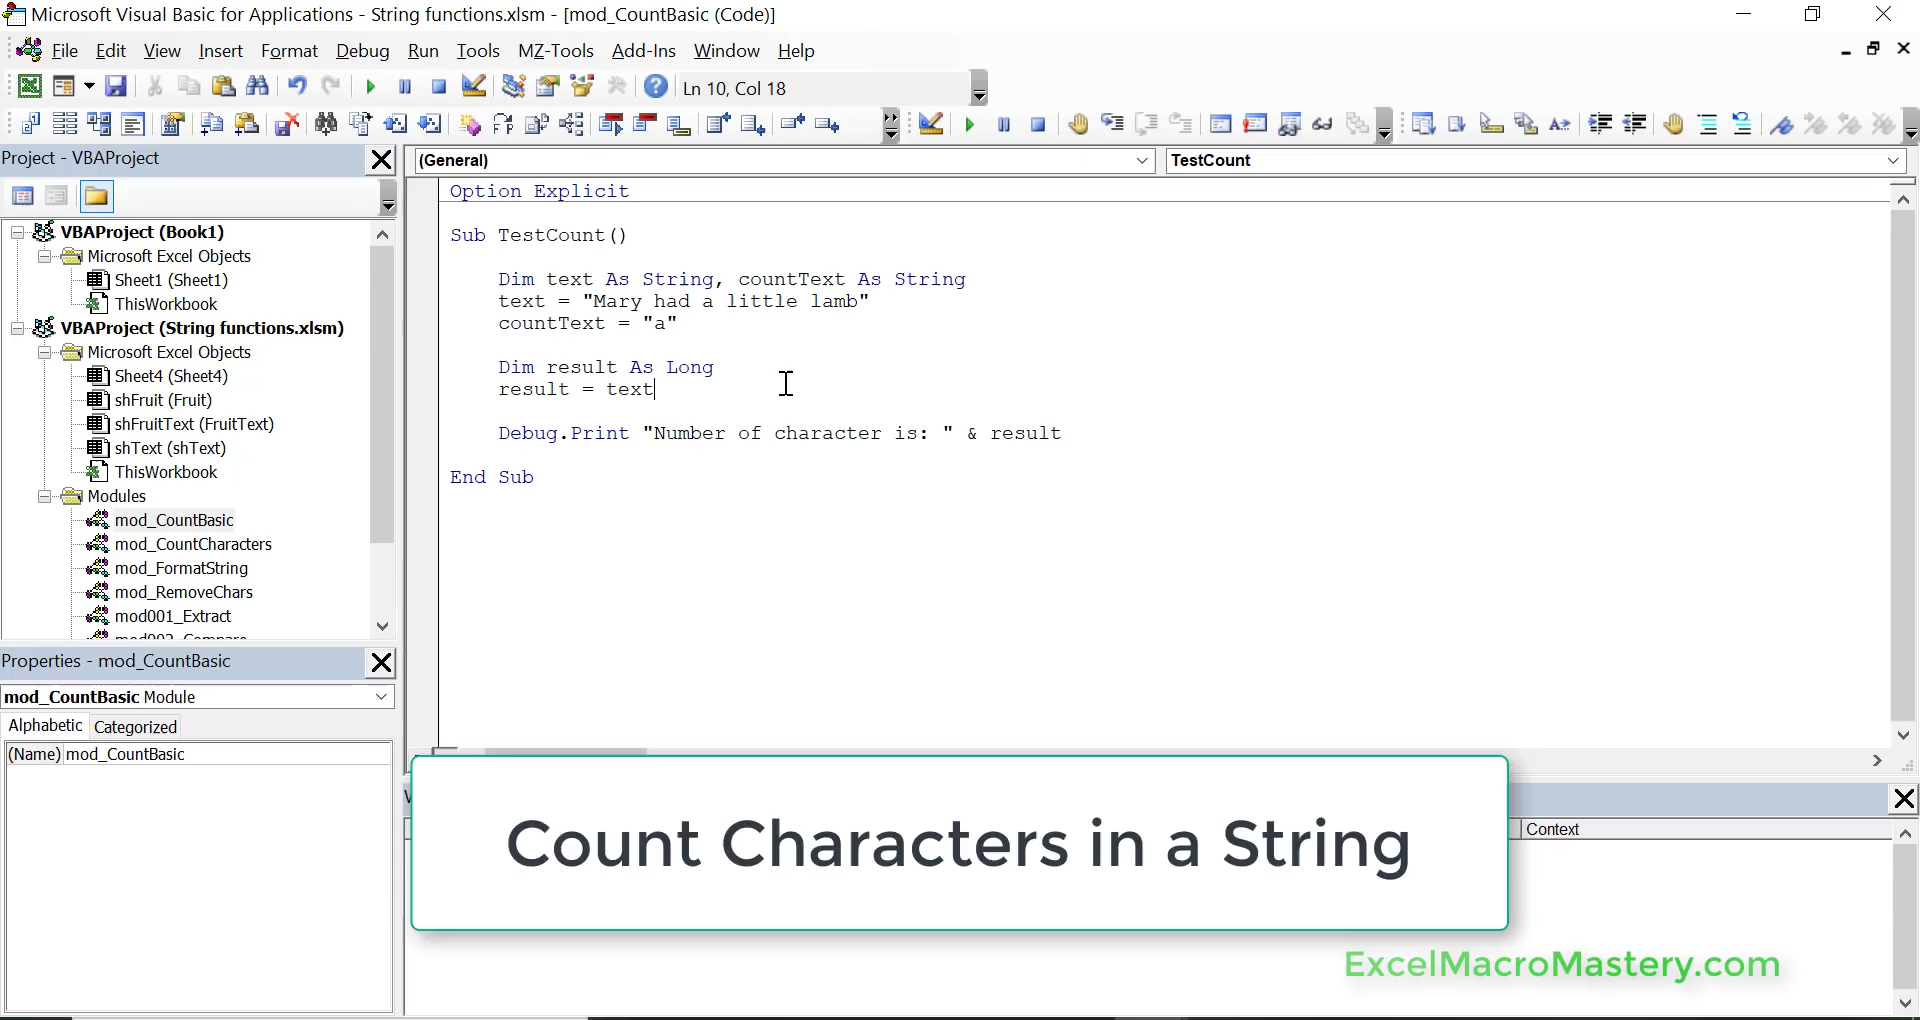 Microsoft Visual Basic for Applications - String functions.xlsm - [mod_CountBasic (Code)]
File Edit View Insert Format Debug Run Tools MZ-Tools Add-Ins Window Help
Ln 10, Col 18
Project - VBAProject
(General)
TestCount
VBAProject (Book1)
Microsoft Excel Objects
Sheet1 (Sheet1)
ThisWorkbook
VBAProject (String functions.xlsm)
Microsoft Excel Objects
Sheet4 (Sheet4)
shFruit (Fruit)
shFruitText (FruitText)
shText (shText)
ThisWorkbook
Modules
mod_CountBasic
mod_CountCharacters
mod_FormatString
mod_RemoveChars
mod001_Extract
mod002_Compare
Option Explicit
Sub TestCount()
Dim text As String, countText As String
text = "Mary had a little lamb"
countText = "a"
Dim result As Long
result = text
Debug.Print "Number of character is: " & result
End Sub
Properties - mod_CountBasic
mod_CountBasic Module
Alphabetic Categorized
(Name) mod_CountBasic
Context
Count Characters in a String
ExcelMacroMastery.com